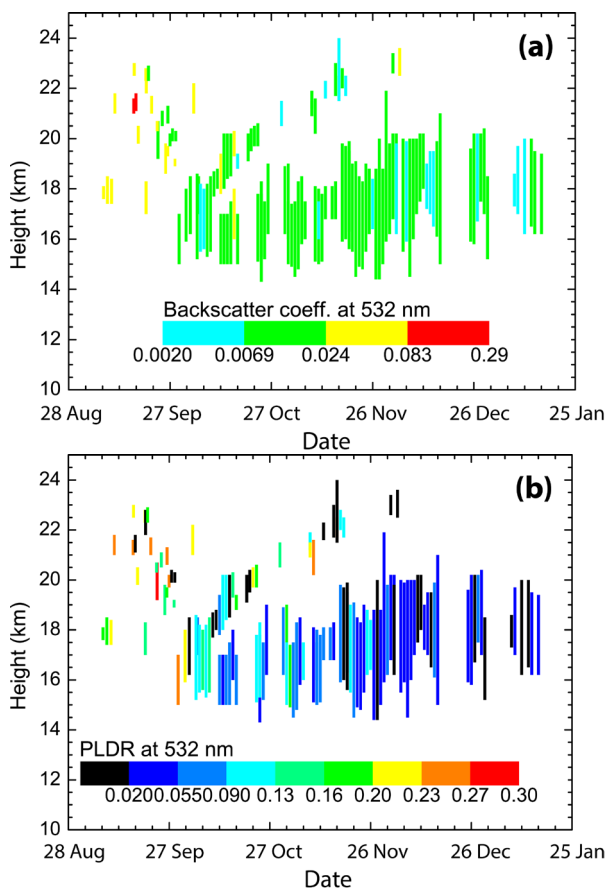 24
(a)
22
20
Height (km)
18
16
14
Backscatter coeff. at 532 nm
0.0020 0.0069 0.024 0.083 0.29
12
10
28 Aug 27 Sep 27 Oct 26 Nov 26 Dec 25 Jan
Date
24
(b)
22
20
Height (km)
18
16
14
PLDR at 532 nm
0.0200.0550.090 0.13 0.16 0.20 0.23 0.27 0.30
12
10
28 Aug 27 Sep 27 Oct 26 Nov 26 Dec 25 Jan
Date